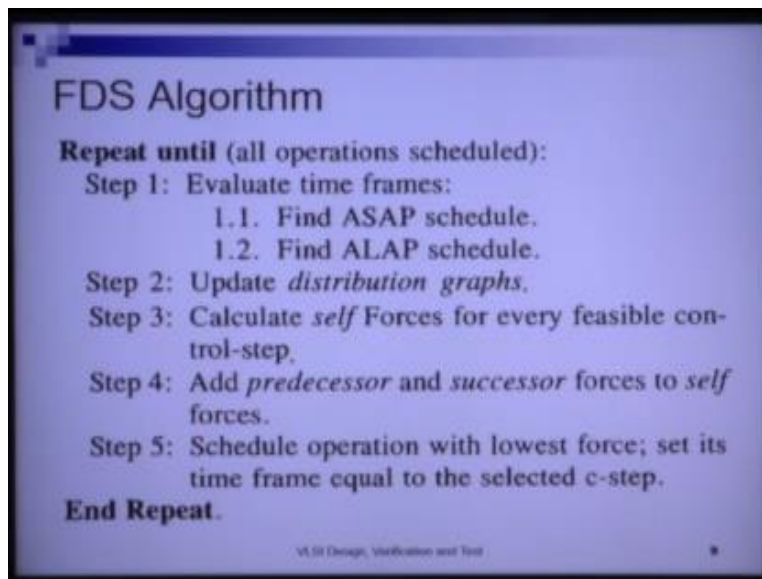 FDS Algorithm
Repeat until (all operations scheduled):
Step 1: Evaluate time frames:
1.1. Find ASAP schedule.
1.2. Find ALAP schedule.
Step 2: Update distribution graphs.
Step 3: Calculate self Forces for every feasible con-
trol-step.
Step 4: Add predecessor and successor forces to self
forces.
Step 5: Schedule operation with lowest force; set its
time frame equal to the selected c-step.
End Repeat.
VLSI Design, Verification and Test
9